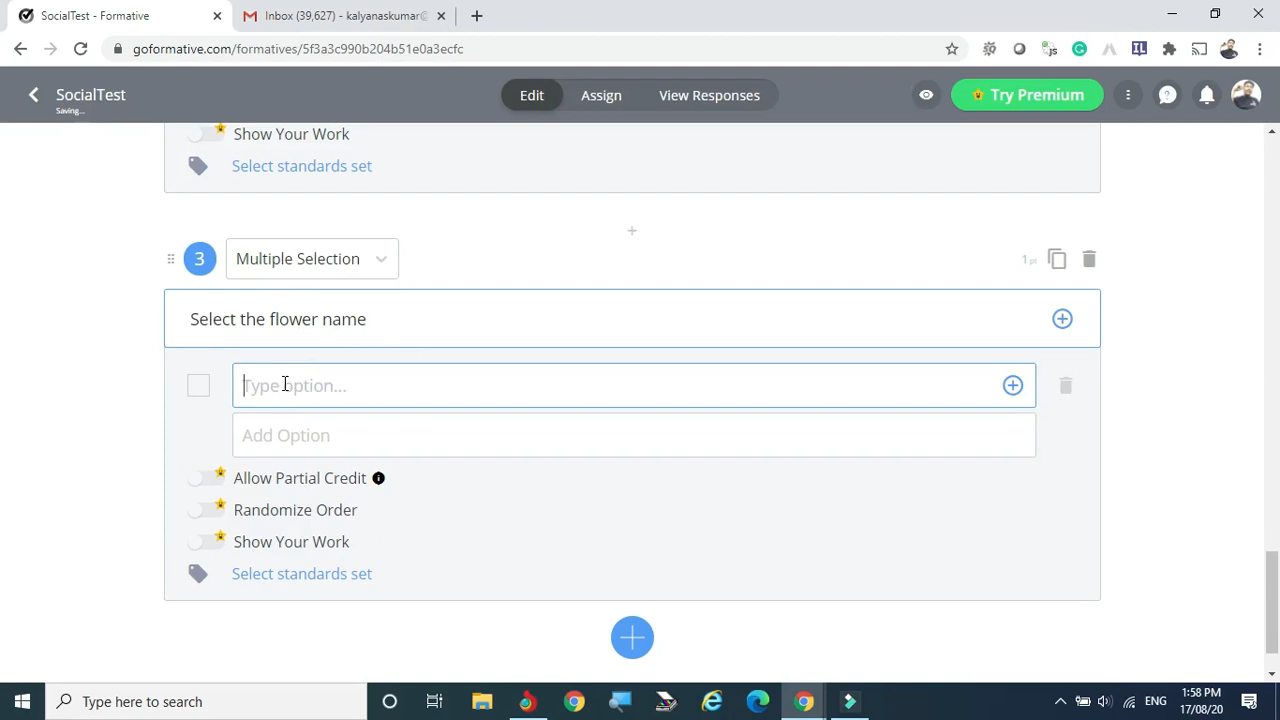 SocialTest - Formative
Inbox (39,627) - kalyanaskumar@
goformative.com/formatives/5f3a3c990b204b51e0a3ecfc
SocialTest
Saving...
Edit
Assign
View Responses
Try Premium
Show Your Work
Select standards set
3
Multiple Selection
1 pt
Select the flower name
Type option...
Add Option
Allow Partial Credit
Randomize Order
Show Your Work
Select standards set
Type here to search
ENG
1:58 PM
17/08/20